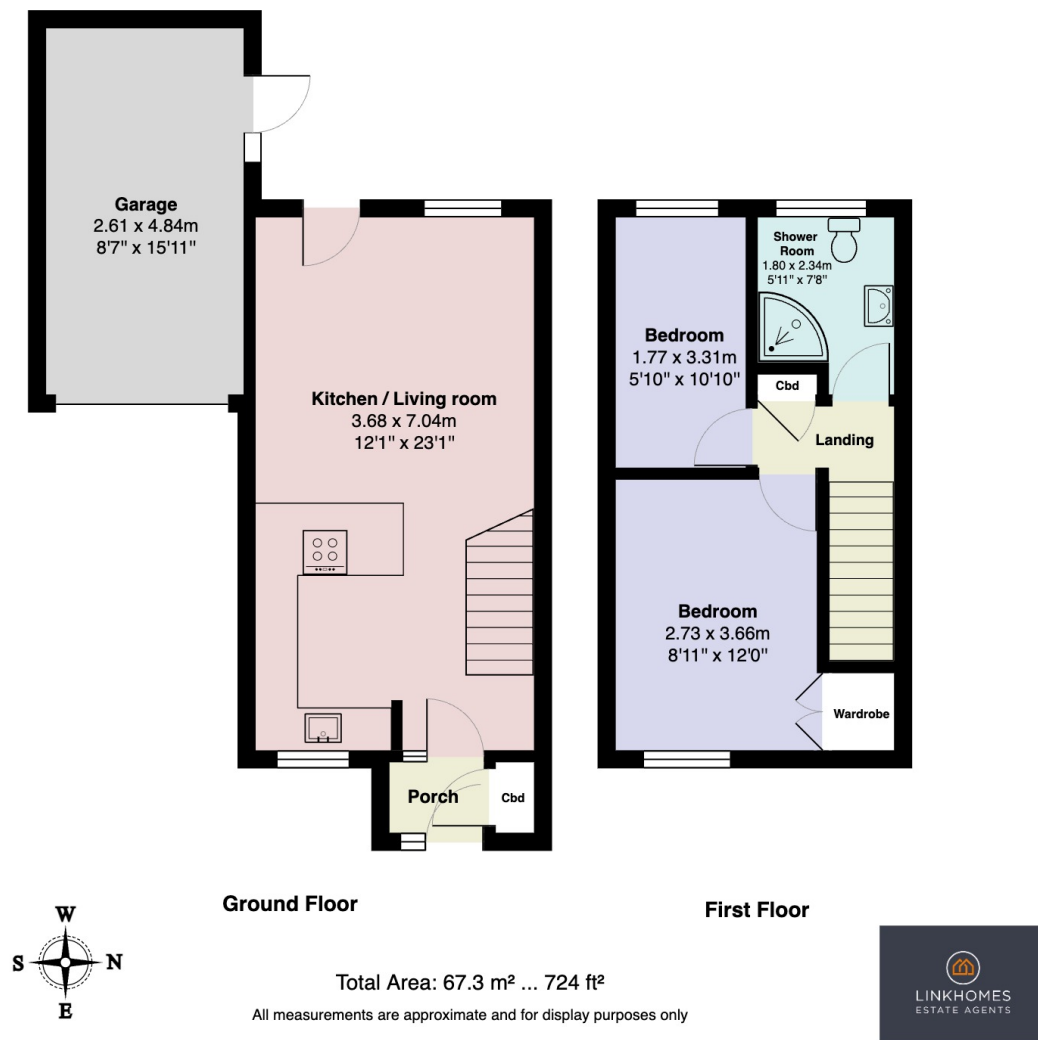 Garage
2.61 x 4.84m
8'7" x 15'11"
Kitchen / Living room
3.68 x 7.04m
12'1" x 23'1"
Porch
Cbd
Bedroom
1.77 x 3.31m
5'10" x 10'10"
Shower
Room
1.80 x 2.34m
5'11" x 7'8"
Cbd
Landing
Bedroom
2.73 x 3.66m
8'11" x 12'0"
Wardrobe
Ground Floor
First Floor
W
S N
E
Total Area: 67.3 m² ... 724 ft²
All measurements are approximate and for display purposes only
LINKHOMES
ESTATE AGENTS